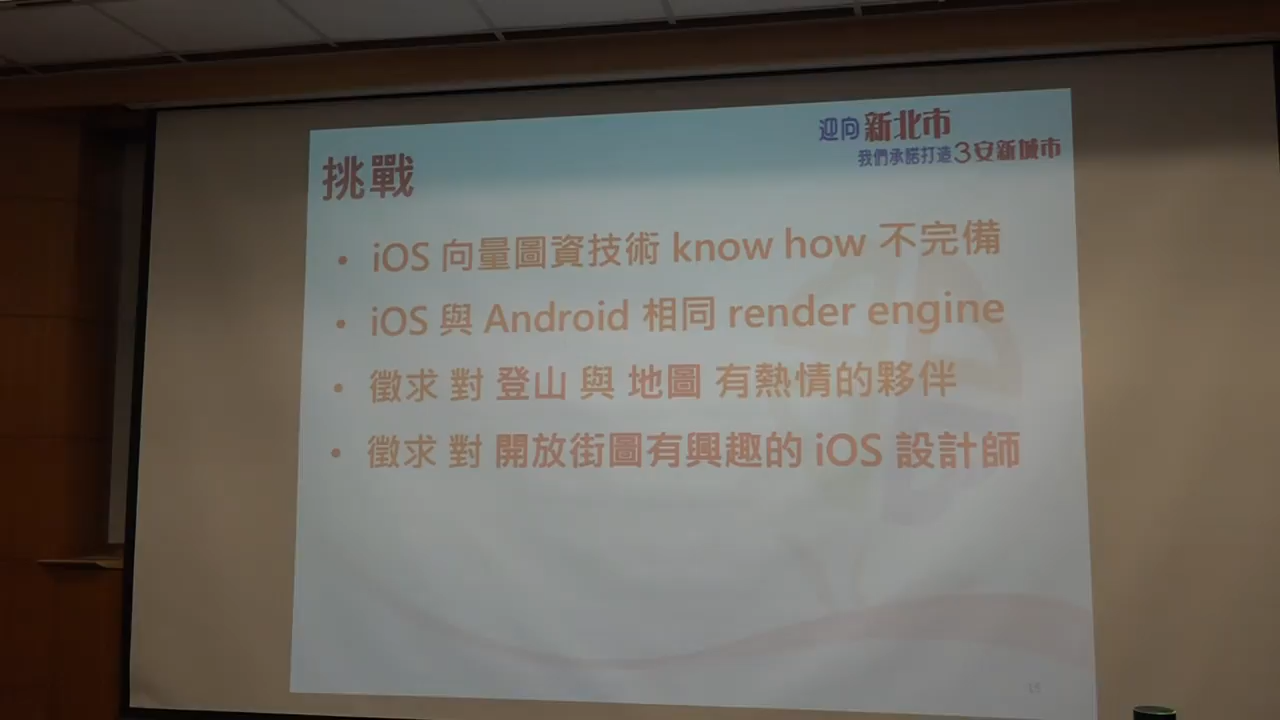 迎向新北市
我們承諾打造3安新城市
挑戰
• iOS 向量圖資技術 know how 不完備
• iOS 與 Android 相同 render engine
• 徵求 對 登山 與 地圖 有熱情的夥伴
• 徵求 對 開放街圖有興趣的 iOS 設計師